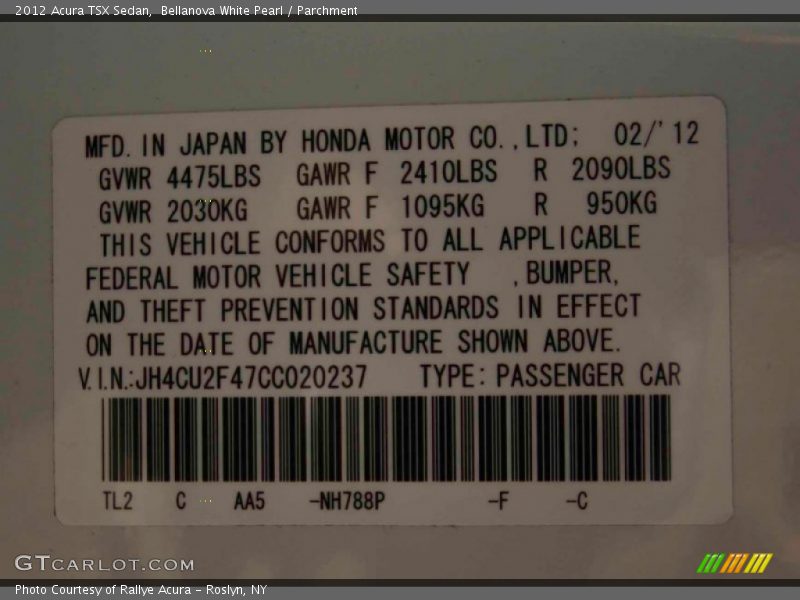 2012 Acura TSX Sedan,  Bellanova White Pearl / Parchment
MFD. IN JAPAN BY HONDA MOTOR CO.,LTD; 02/'12
GVWR 4475LBS GAWR F 2410LBS R 2090LBS
GVWR 2030KG GAWR F 1095KG R 950KG
THIS VEHICLE CONFORMS TO ALL APPLICABLE
FEDERAL MOTOR VEHICLE SAFETY ,BUMPER,
AND THEFT PREVENTION STANDARDS IN EFFECT
ON THE DATE OF MANUFACTURE SHOWN ABOVE.
V.I.N.:JH4CU2F47CC020237 TYPE: PASSENGER CAR
TL2 C AA5 -NH788P -F -C
GTCARLOT.COM
Photo Courtesy of Rallye Acura - Roslyn, NY